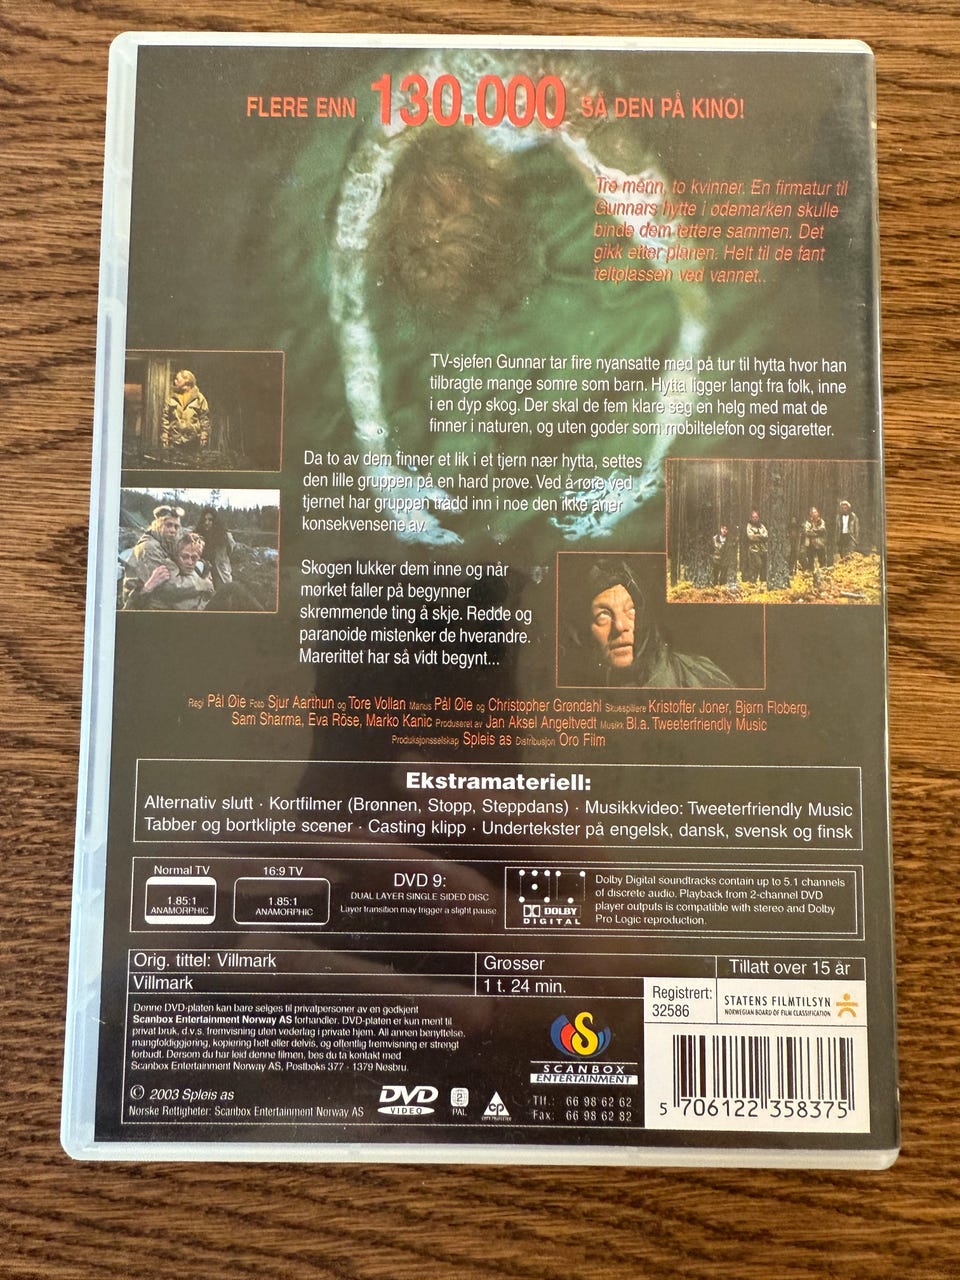 FLERE ENN 130.000 SÅ DEN PÅ KINO!
Tre menn, to kvinner. En firmatur til
Gunnars hytte i ødemarken skulle
binde dem tettere sammen. Det
gikk etter planen. Helt til de fant
teltplassen ved vannet..
TV-sjefen Gunnar tar fire nyansatte med på tur til hytta hvor han
tilbragte mange somre som barn. Hytta ligger langt fra folk, inne
i en dyp skog. Der skal de fem klare seg en helg med mat de
finner i naturen, og uten goder som mobiltelefon og sigaretter.
Da to av dem finner et lik i et tjern nær hytta, settes
den lille gruppen på en hard prøve. Ved å røre ved
tjernet har gruppen trådd inn i noe den ikke aner
konsekvensene av.
Skogen lukker dem inne og når
mørket faller på begynner
skremmende ting å skje. Redde og
paranoide mistenker de hverandre.
Marerittet har så vidt begynt...
Regi Pål Øie Foto Sjur Aarthun og Tore Vollan Manus Pål Øie og Christopher Grøndahl Skuespillere Kristoffer Joner, Bjørn Floberg,
Sam Sharma, Eva Röse, Marko Kanic Produseret av Jan Aksel Angeltvedt Musikk Bl.a. Tweeterfriendly Music
Produksjonsselskap Spleis as Distribusjon Oro Film
Ekstramateriell:
Alternativ slutt · Kortfilmer (Brønnen, Stopp, Steppdans) · Musikkvideo: Tweeterfriendly Music
Tabber og bortklipte scener · Casting klipp · Undertekster på engelsk, dansk, svensk og finsk
Normal TV
1.85:1
ANAMORPHIC
16:9 TV
1.85:1
ANAMORPHIC
DVD 9:
DUAL LAYER SINGLE SIDED DISC
Layer transition may trigger a slight pause
DOLBY
DIGITAL
Dolby Digital soundtracks contain up to 5.1 channels
of discrete audio. Playback from 2-channel DVD
player outputs is compatible with stereo and Dolby
Pro Logic reproduction.
Orig. tittel: Villmark
Grøsser
Tillatt over 15 år
Villmark
1 t. 24 min.
Registrert:
32586
STATENS FILMTILSYN
NORWEGIAN BOARD OF FILM CLASSIFICATION
Denne DVD-platen kan bare selges til privatpersoner av en godkjent
Scanbox Entertainment Norway AS forhandler. DVD-platen er kun ment til
privat bruk, d.v.s. fremvisning uten vederlag i private hjem. All annen benyttelse,
mangfoldiggjøring, kopiering helt eller delvis, og offentlig fremvisning er strengt
forbudt. Dersom du har leid denne filmen, bes du ta kontakt med
Scanbox Entertainment Norway AS, Postboks 377 - 1379 Nesbru.
© 2003 Spleis as
Norske Rettigheter: Scanbox Entertainment Norway AS
DVD
VIDEO
2
PAL
CP
S
SCANBOX
ENTERTAINMENT
Tlf.: 66 98 62 62
Fax: 66 98 62 82
5 706122 358375